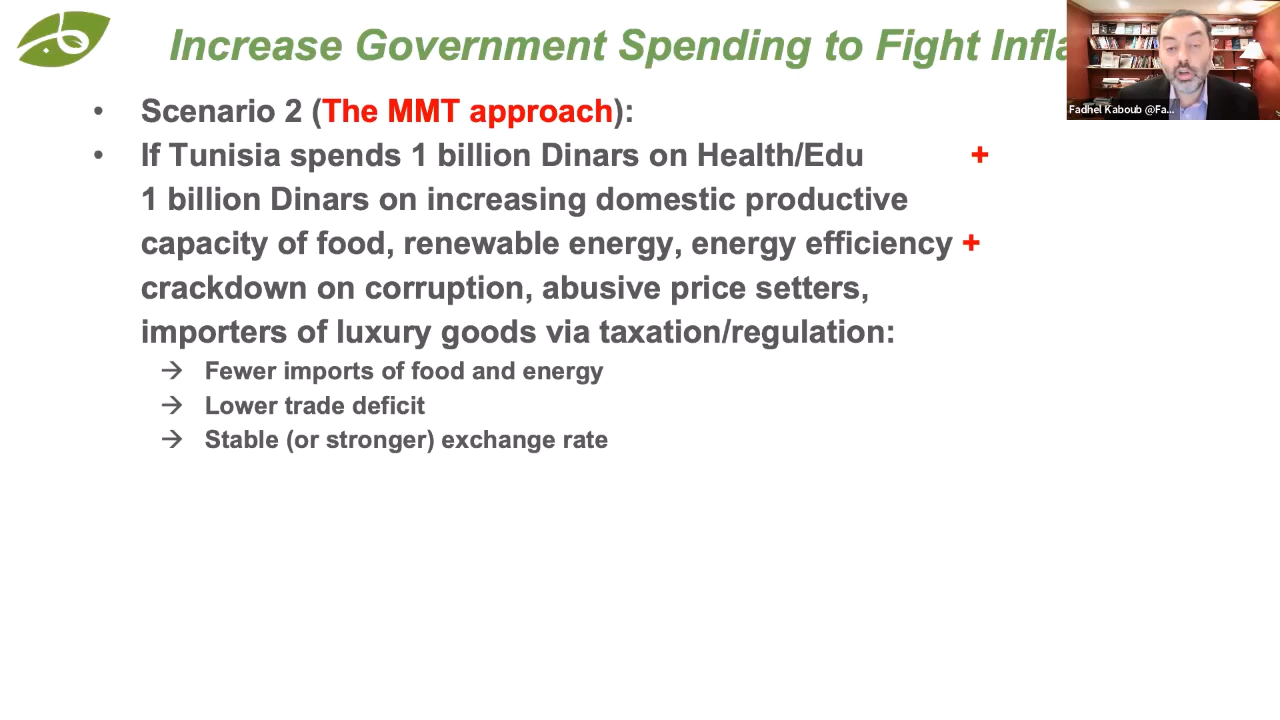 Increase Government Spending to Fight Infla
• Scenario 2 (The MMT approach):
• If Tunisia spends 1 billion Dinars on Health/Edu +
1 billion Dinars on increasing domestic productive
capacity of food, renewable energy, energy efficiency +
crackdown on corruption, abusive price setters,
importers of luxury goods via taxation/regulation:
→ Fewer imports of food and energy
→ Lower trade deficit
→ Stable (or stronger) exchange rate
Fadhel Kaboub @Fa...